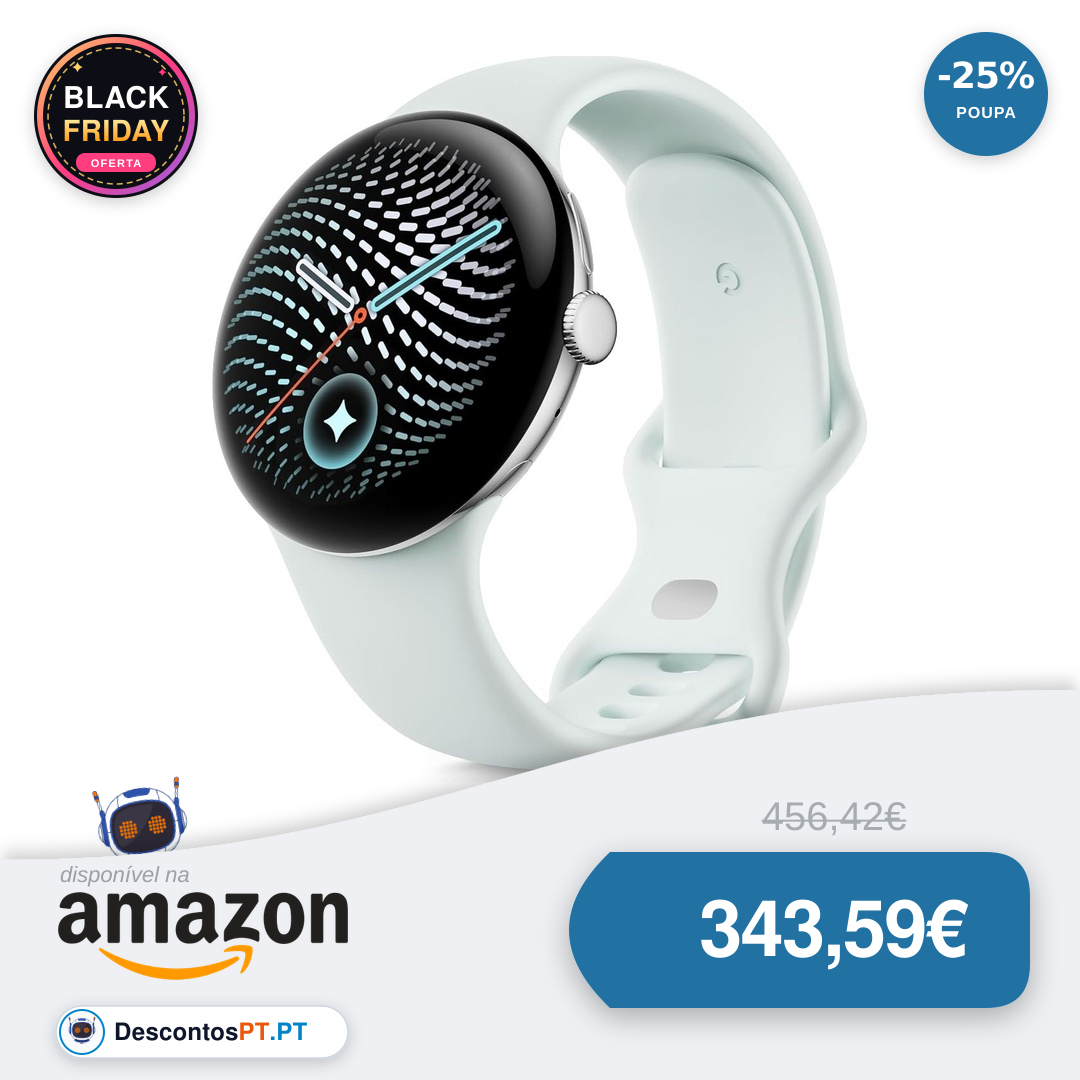 BLACK
FRIDAY
OFERTA
-25%
POUPA
456,42€
343,59€
disponível na
amazon
DescontosPT.PT